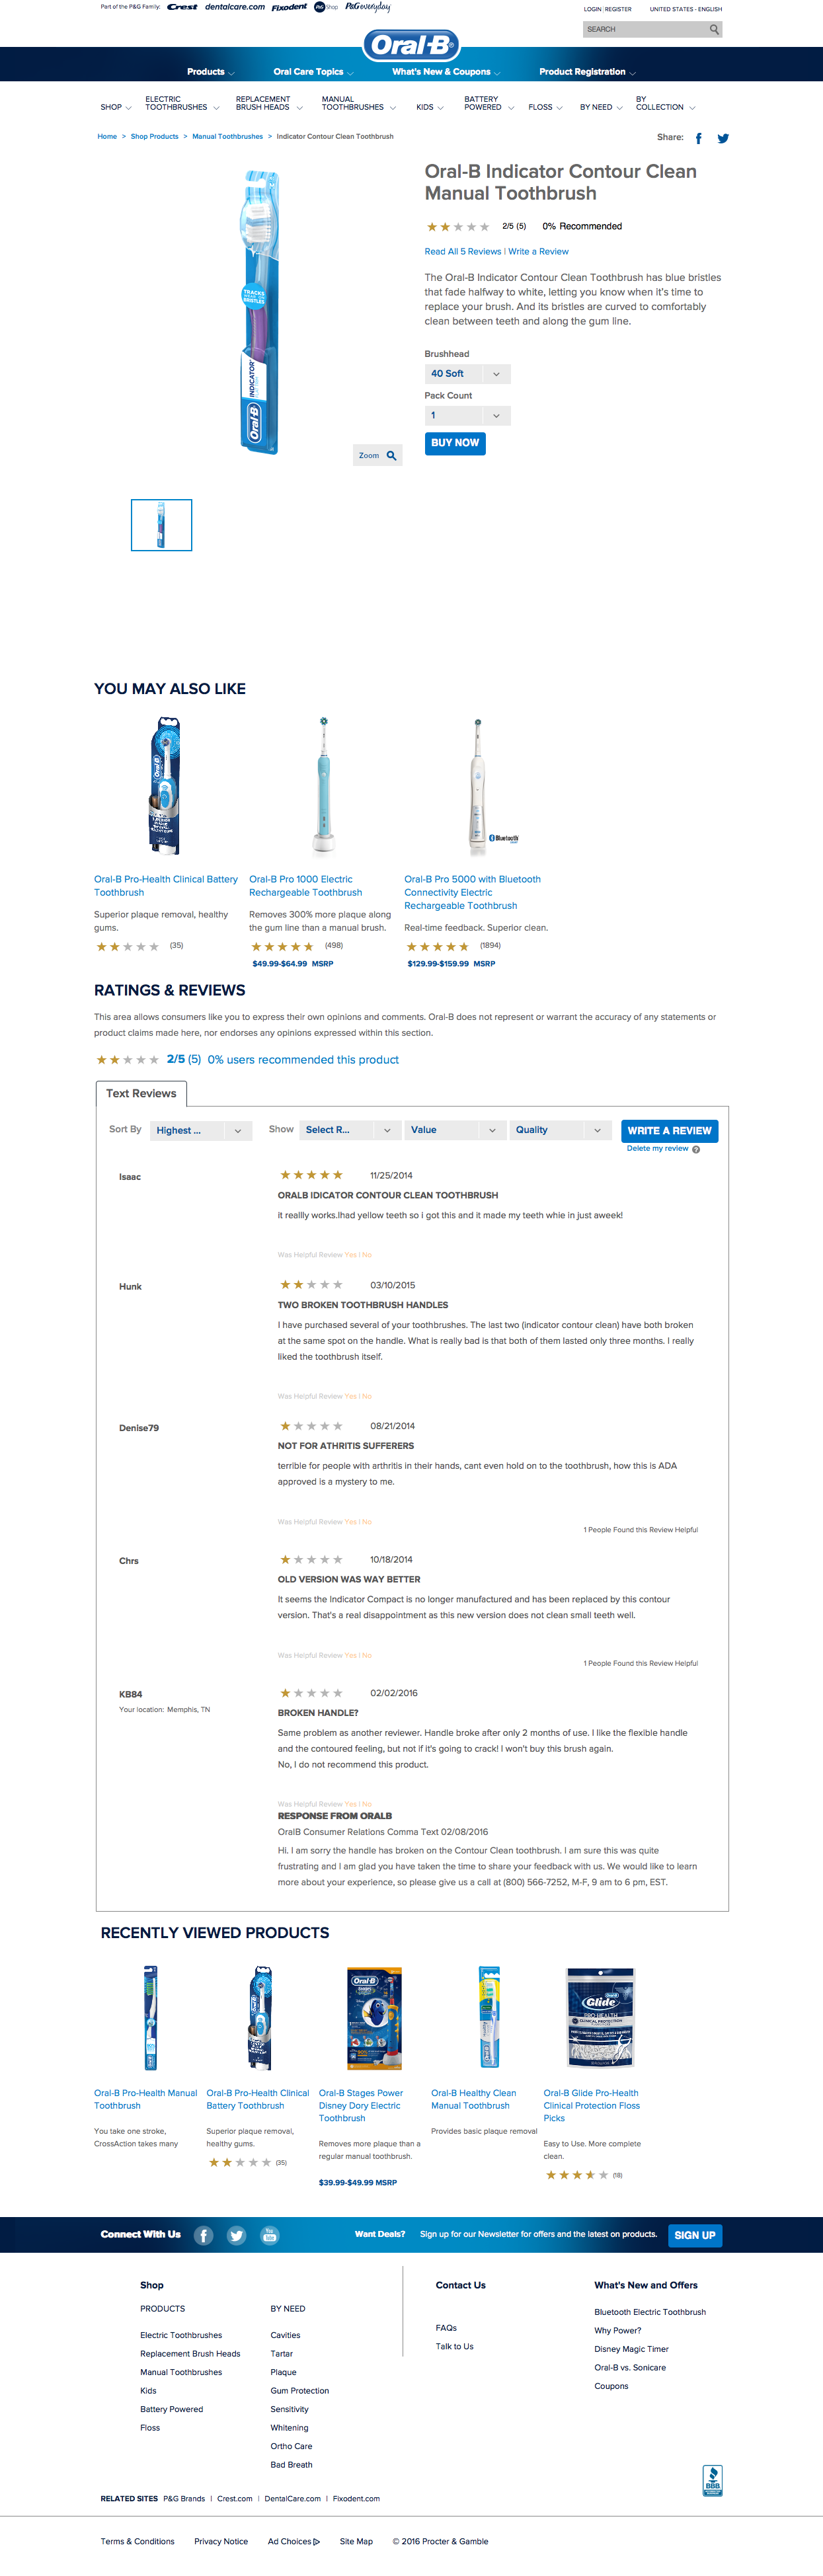 Part of the P&G Family: Crest dentalcare.com Fixodent P&G Shop P&G everyday
LOGIN | REGISTER UNITED STATES - ENGLISH
SEARCH
Oral-B
Products Oral Care Topics What's New & Coupons Product Registration
SHOP ELECTRIC TOOTHBRUSHES REPLACEMENT BRUSH HEADS MANUAL TOOTHBRUSHES KIDS BATTERY POWERED FLOSS BY NEED BY COLLECTION
Home > Shop Products > Manual Toothbrushes > Indicator Contour Clean Toothbrush
Share:
TRACKS
BRISTLES
INDICATOR
Oral-B
Zoom
Oral-B Indicator Contour Clean
Manual Toothbrush
2/5 (5) 0% Recommended
Read All 5 Reviews | Write a Review
The Oral-B Indicator Contour Clean Toothbrush has blue bristles
that fade halfway to white, letting you know when it's time to
replace your brush. And its bristles are curved to comfortably
clean between teeth and along the gum line.
Brushhead
40 Soft
Pack Count
1
BUY NOW
YOU MAY ALSO LIKE
Oral-B
Bluetooth
Oral-B Pro-Health Clinical Battery
Toothbrush
Superior plaque removal, healthy
gums.
(35)
Oral-B Pro 1000 Electric
Rechargeable Toothbrush
Removes 300% more plaque along
the gum line than a manual brush.
(498)
$49.99-$64.99 MSRP
Oral-B Pro 5000 with Bluetooth
Connectivity Electric
Rechargeable Toothbrush
Real-time feedback. Superior clean.
(1894)
$129.99-$159.99 MSRP
RATINGS & REVIEWS
This area allows consumers like you to express their own opinions and comments. Oral-B does not represent or warrant the accuracy of any statements or
product claims made here, nor endorses any opinions expressed within this section.
2/5 (5) 0% users recommended this product
Text Reviews
Sort By Highest ... Show Select R... Value Quality WRITE A REVIEW
Delete my review ?
Isaac
11/25/2014
ORALB IDICATOR CONTOUR CLEAN TOOTHBRUSH
it reallly works.Ihad yellow teeth so i got this and it made my teeth whie in just aweek!
Was Helpful Review Yes | No
Hunk
03/10/2015
TWO BROKEN TOOTHBRUSH HANDLES
I have purchased several of your toothbrushes. The last two (indicator contour clean) have both broken
at the same spot on the handle. What is really bad is that both of them lasted only three months. I really
liked the toothbrush itself.
Was Helpful Review Yes | No
Denise79
08/21/2014
NOT FOR ATHRITIS SUFFERERS
terrible for people with arthritis in their hands, cant even hold on to the toothbrush, how this is ADA
approved is a mystery to me.
Was Helpful Review Yes | No
1 People Found this Review Helpful
Chrs
10/18/2014
OLD VERSION WAS WAY BETTER
It seems the Indicator Compact is no longer manufactured and has been replaced by this contour
version. That's a real disappointment as this new version does not clean small teeth well.
Was Helpful Review Yes | No
1 People Found this Review Helpful
KB84
Your location: Memphis, TN
02/02/2016
BROKEN HANDLE?
Same problem as another reviewer. Handle broke after only 2 months of use. I like the flexible handle
and the contoured feeling, but not if it's going to crack! I won't buy this brush again.
No, I do not recommend this product.
Was Helpful Review Yes | No
RESPONSE FROM ORALB
OralB Consumer Relations Comma Text 02/08/2016
Hi. I am sorry the handle has broken on the Contour Clean toothbrush. I am sure this was quite
frustrating and I am glad you have taken the time to share your feedback with us. We would like to learn
more about your experience, so please give us a call at (800) 566-7252, M-F, 9 am to 6 pm, EST.
RECENTLY VIEWED PRODUCTS
Oral-B
Oral-B
Glide
PRO-HEALTH
CLINICAL PROTECTION
Oral-B Pro-Health Manual
Toothbrush
You take one stroke,
CrossAction takes many
Oral-B Pro-Health Clinical
Battery Toothbrush
Superior plaque removal,
healthy gums.
(35)
Oral-B Stages Power
Disney Dory Electric
Toothbrush
Removes more plaque than a
regular manual toothbrush.
$39.99-$49.99 MSRP
Oral-B Healthy Clean
Manual Toothbrush
Provides basic plaque removal
Oral-B Glide Pro-Health
Clinical Protection Floss
Picks
Easy to Use. More complete
clean.
(18)
Connect With Us You Tube Want Deals? Sign up for our Newsletter for offers and the latest on products. SIGN UP
Shop
PRODUCTS
Electric Toothbrushes
Replacement Brush Heads
Manual Toothbrushes
Kids
Battery Powered
Floss
BY NEED
Cavities
Tartar
Plaque
Gum Protection
Sensitivity
Whitening
Ortho Care
Bad Breath
Contact Us
FAQs
Talk to Us
What's New and Offers
Bluetooth Electric Toothbrush
Why Power?
Disney Magic Timer
Oral-B vs. Sonicare
Coupons
BBB
RELATED SITES P&G Brands | Crest.com | DentalCare.com | Fixodent.com
Terms & Conditions Privacy Notice Ad Choices Site Map © 2016 Procter & Gamble